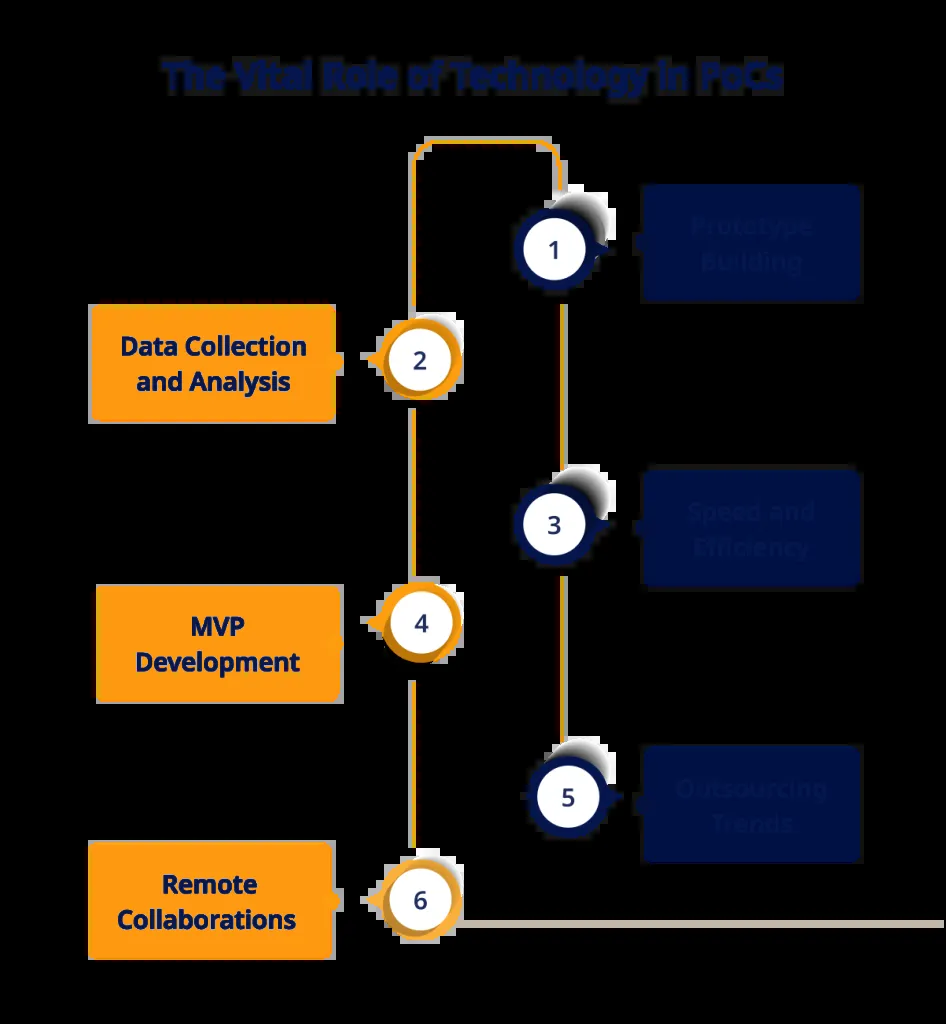 The Vital Role of Technology in PoCs
1
Prototype
Building
2
Data Collection
and Analysis
3
Speed and
Efficiency
4
MVP
Development
5
Outsourcing
Trends
6
Remote
Collaborations